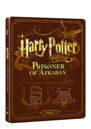 Harry Potter
AND THE
PRISONER OF
AZKABAN